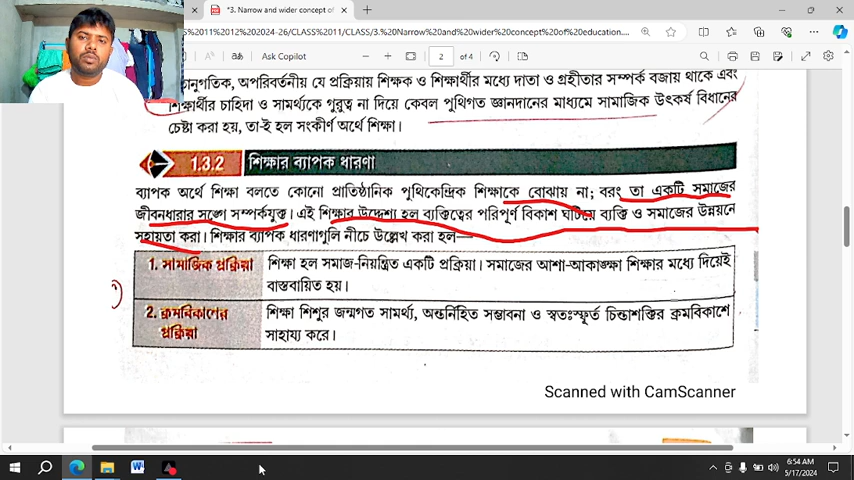 *3. Narrow and wider concept of
%2011%2012%202024-26/CLASS%2011/CLASS/3.%20Narrow%20and%20wider%20concept%20of%20education....
Ask Copilot
2 of 4
অপরিবর্তনীয় যে প্রক্রিয়ায় শিক্ষক ও শিক্ষার্থীর মধ্যে দাতা ও গ্রহীতার সম্পর্ক বজায় থাকে এবং
শিক্ষার্থীর চাহিদা ও সামর্থ্যকে গুরুত্ব না দিয়ে কেবল পুথিগত জ্ঞানদানের মাধ্যমে সামাজিক উৎকর্ষ বিধানের
চেষ্টা করা হয়, তা-ই হল সংকীর্ণ অর্থে শিক্ষা।
1.3.2 শিক্ষার ব্যাপক ধারণা
ব্যাপক অর্থে শিক্ষা বলতে কোনো প্রাতিষ্ঠানিক পুথিকেন্দ্রিক শিক্ষাকে বোঝায় না; বরং তা একটি সমাজের
জীবনধারার সঙ্গে সম্পর্কযুক্ত। এই শিক্ষার উদ্দেশ্য হল ব্যক্তিত্বের পরিপূর্ণ বিকাশ ঘটিয়ে ব্যক্তি ও সমাজের উন্নয়নে
সহায়তা করা। শিক্ষার ব্যাপক ধারণাগুলি নীচে উল্লেখ করা হল—
1. সামাজিক প্রক্রিয়া শিক্ষা হল সমাজ-নিয়ন্ত্রিত একটি প্রক্রিয়া। সমাজের আশা-আকাঙ্ক্ষা শিক্ষার মধ্যে দিয়েই
বাস্তবায়িত হয়।
2. ক্রমবিকাশের শিক্ষা শিশুর জন্মগত সামর্থ্য, অন্তর্নিহিত সম্ভাবনা ও স্বতঃস্ফূর্ত চিন্তাশক্তির ক্রমবিকাশে
প্রক্রিয়া সাহায্য করে।
Scanned with CamScanner
6:54 AM
5/17/2024